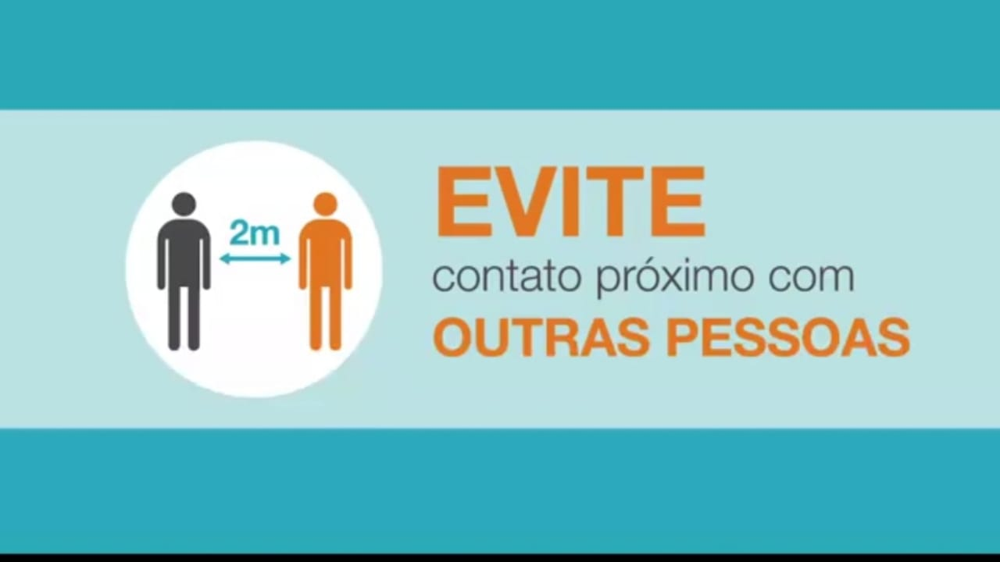 2m
EVITE
contato próximo com
OUTRAS PESSOAS